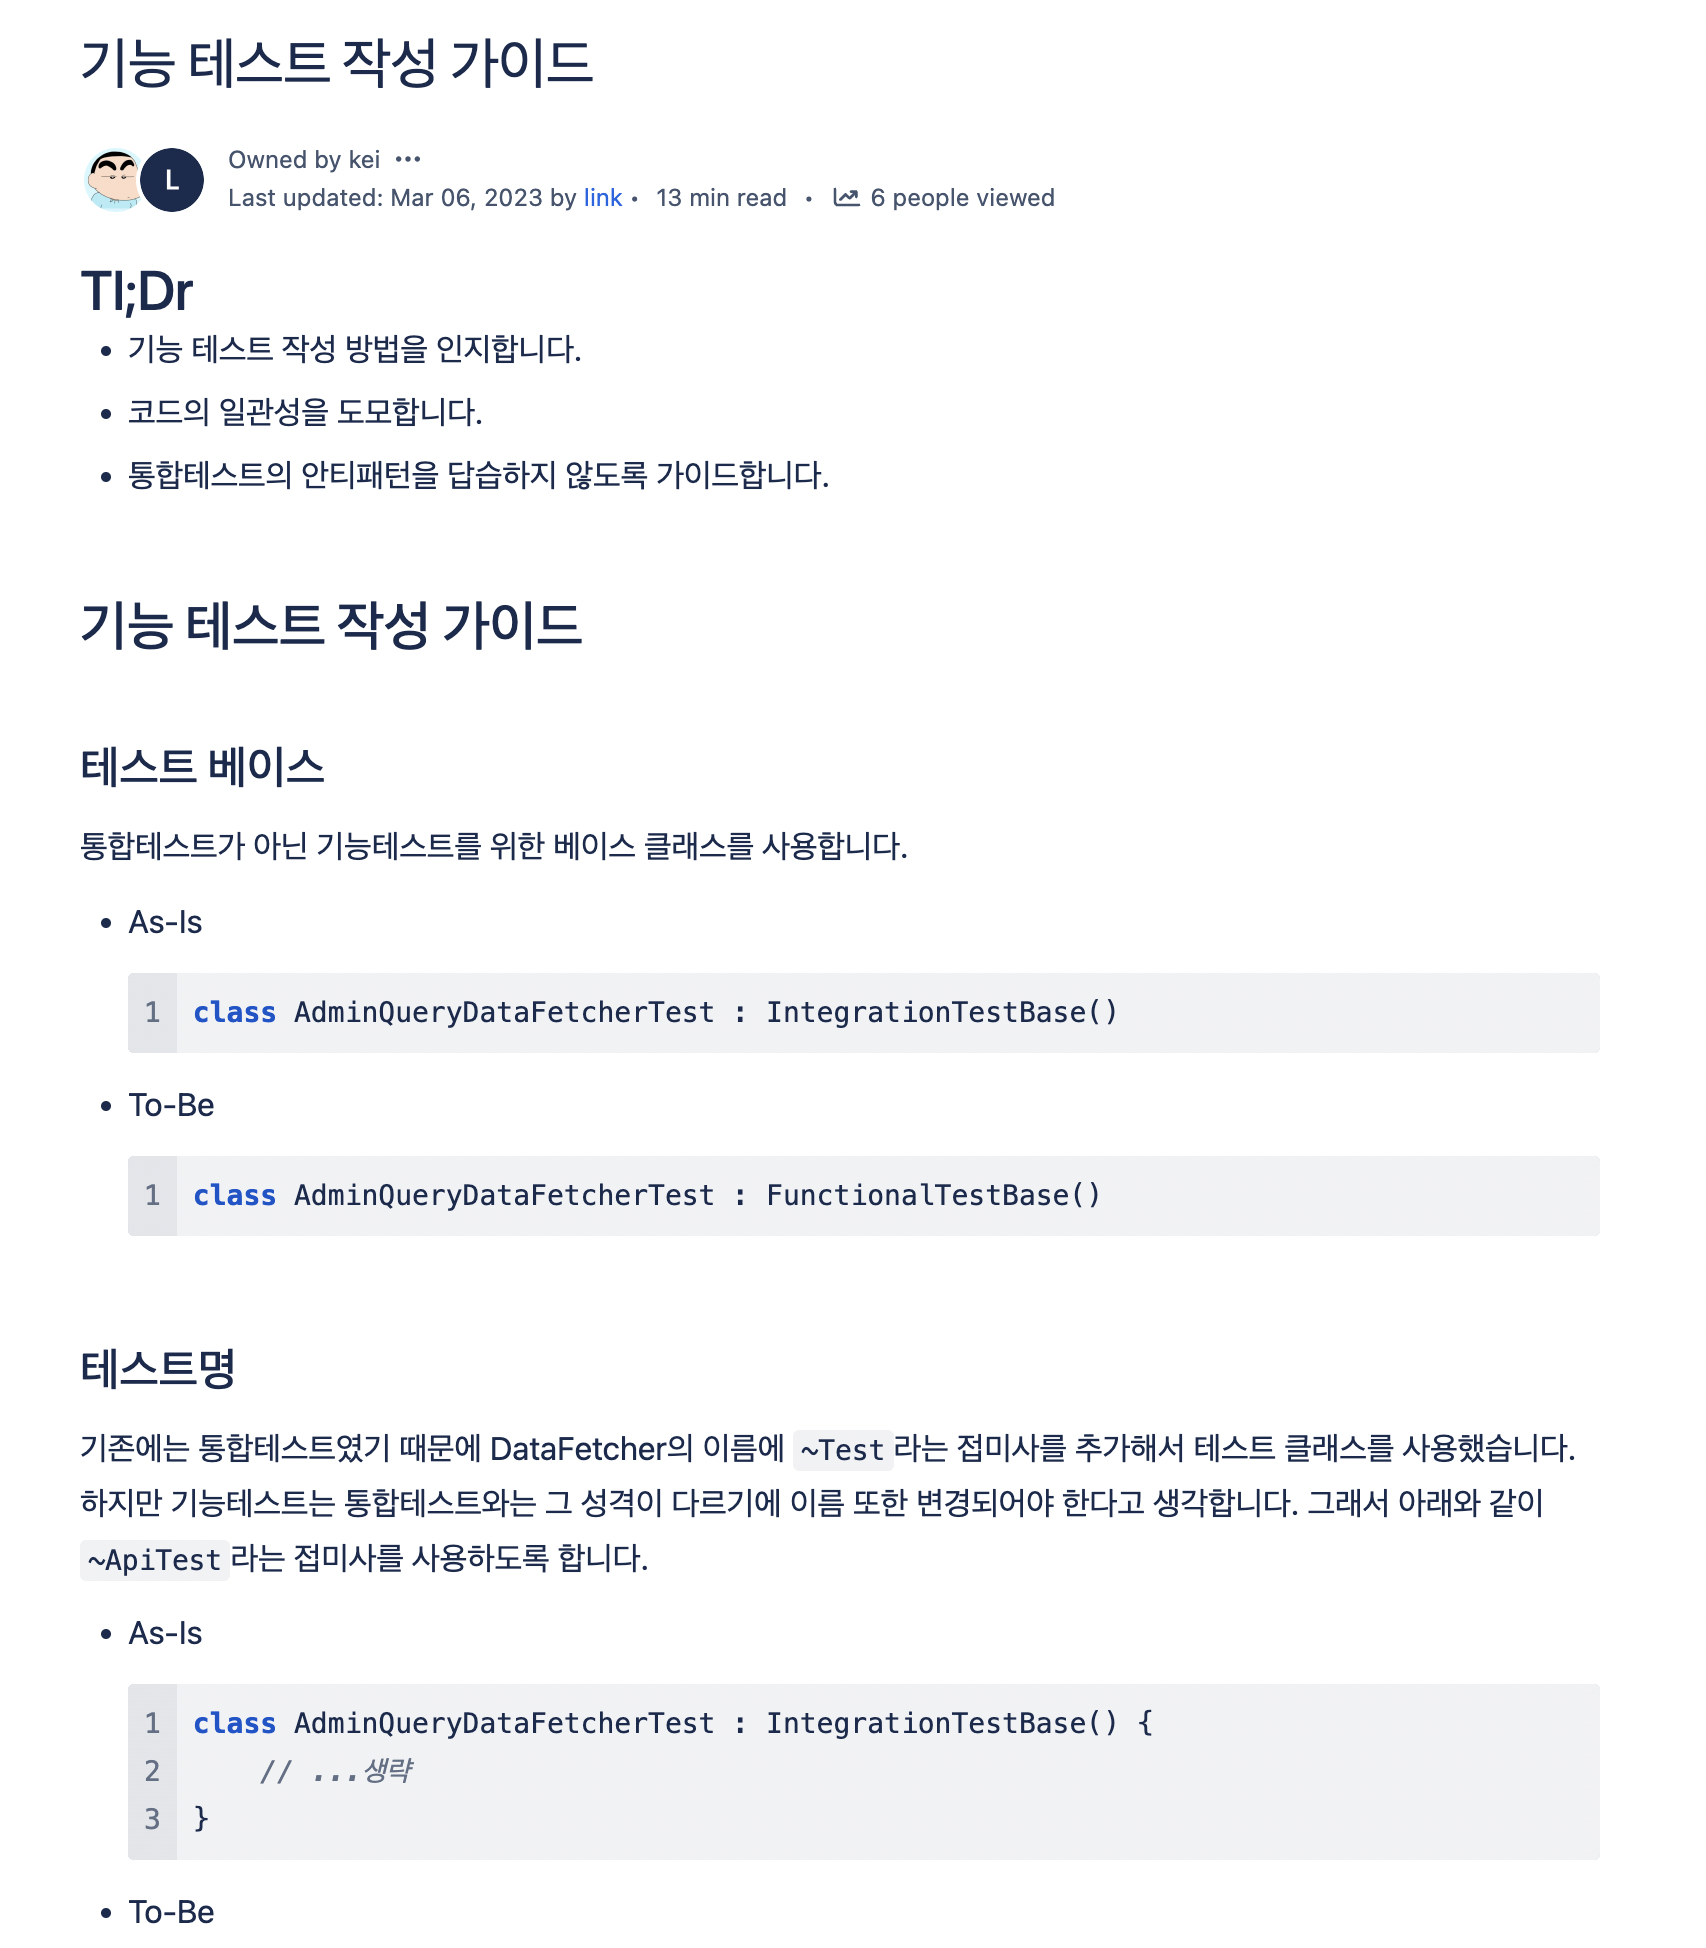 기능 테스트 작성 가이드
L
Owned by kei •••
Last updated: Mar 06, 2023 by link • 13 min read • 6 people viewed
Tl;Dr
• 기능 테스트 작성 방법을 인지합니다.
• 코드의 일관성을 도모합니다.
• 통합테스트의 안티패턴을 답습하지 않도록 가이드합니다.
기능 테스트 작성 가이드
테스트 베이스
통합테스트가 아닌 기능테스트를 위한 베이스 클래스를 사용합니다.
• As-Is
1 class AdminQueryDataFetcherTest : IntegrationTestBase()
• To-Be
1 class AdminQueryDataFetcherTest : FunctionalTestBase()
테스트명
기존에는 통합테스트였기 때문에 DataFetcher의 이름에 ~Test라는 접미사를 추가해서 테스트 클래스를 사용했습니다.
하지만 기능테스트는 통합테스트와는 그 성격이 다르기에 이름 또한 변경되어야 한다고 생각합니다. 그래서 아래와 같이
~ApiTest라는 접미사를 사용하도록 합니다.
• As-Is
1 class AdminQueryDataFetcherTest : IntegrationTestBase() {
2     // ...생략
3 }
• To-Be